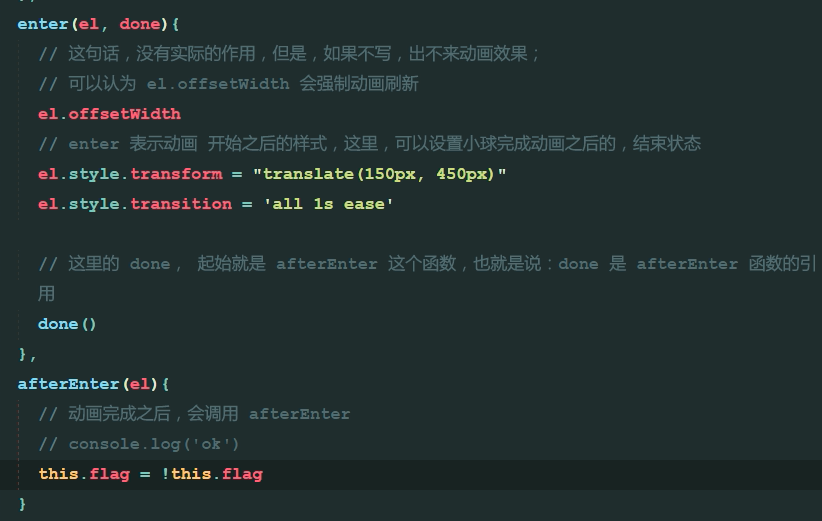 enter(el, done){
// 这句话，没有实际的作用，但是，如果不写，出不来动画效果；
// 可以认为 el.offsetWidth 会强制动画刷新
el.offsetWidth
// enter 表示动画 开始之后的样式，这里，可以设置小球完成动画之后的，结束状态
el.style.transform = "translate(150px, 450px)"
el.style.transition = 'all 1s ease'
// 这里的 done， 起始就是 afterEnter 这个函数，也就是说：done 是 afterEnter 函数的引
用
done()
},
afterEnter(el){
// 动画完成之后，会调用 afterEnter
// console.log('ok')
this.flag = !this.flag
}